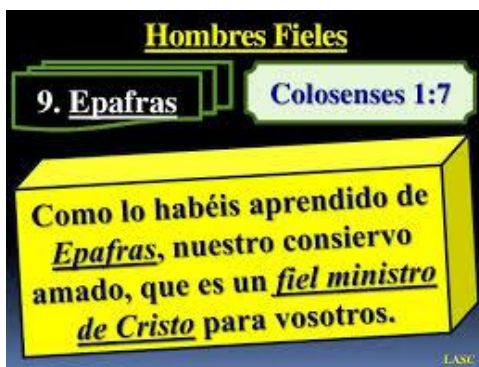 Hombres Fieles
9. Epafras
Colosenses 1:7
Como lo habéis aprendido de
Epafras, nuestro consiervo
amado, que es un fiel ministro
de Cristo para vosotros.
LASC